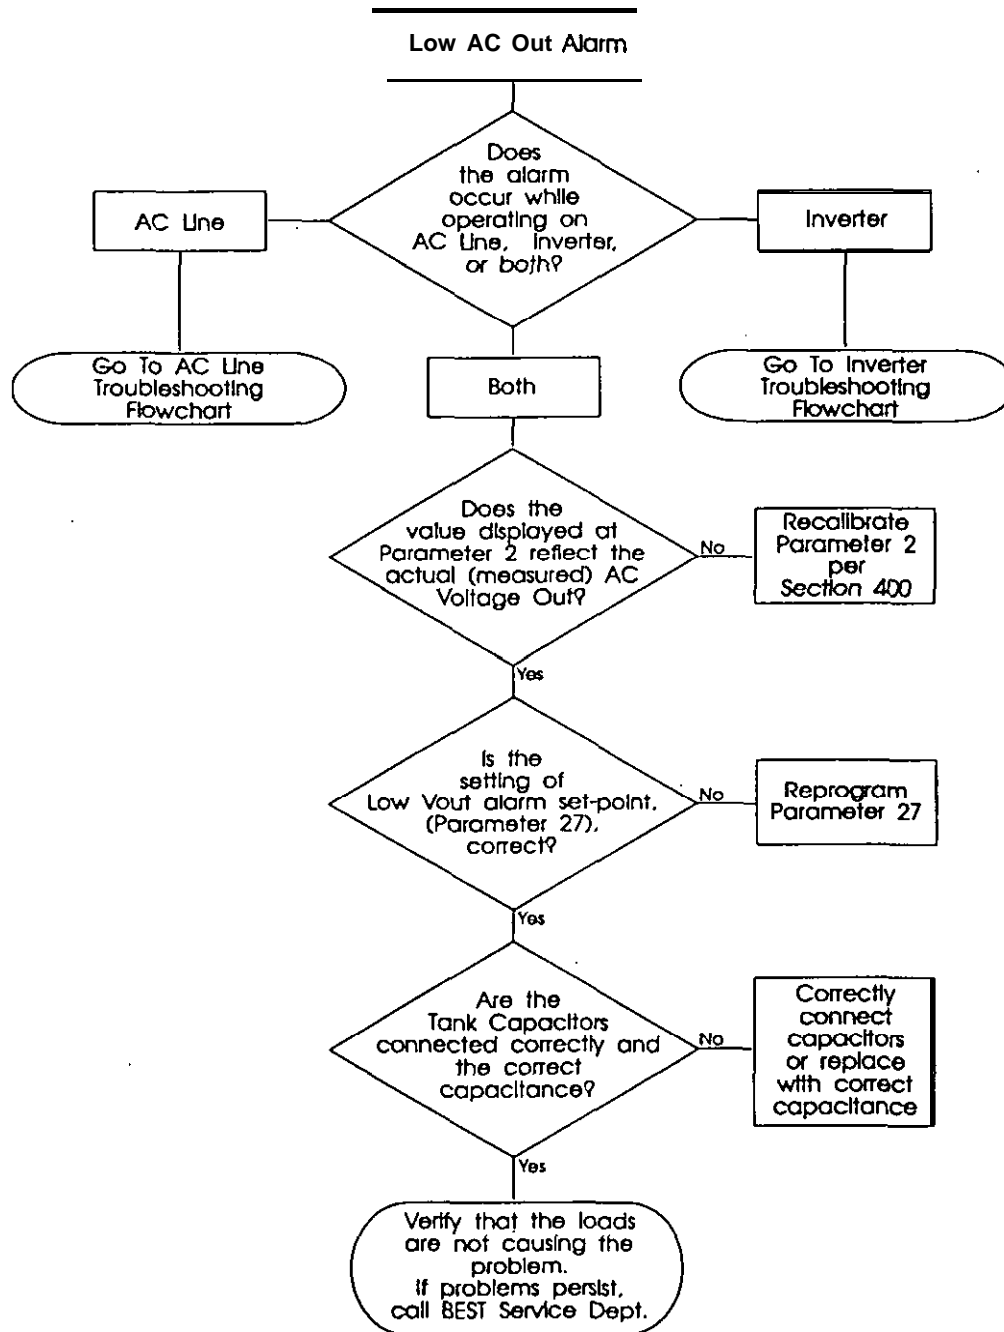 Low AC Out Alarm
Does
the alarm
occur while
operating on
AC Line, Inverter,
or both?
AC Line
Inverter
Go To AC Line
Troubleshooting
Flowchart
Both
Go To Inverter
Troubleshooting
Flowchart
Does the
value displayed at
Parameter 2 reflect the
actual (measured) AC
Voltage Out?
No
Recalibrate
Parameter 2
per
Section 400
Yes
Is the
setting of
Low Vout alarm set-point,
(Parameter 27),
correct?
No
Reprogram
Parameter 27
Yes
Are the
Tank Capacitors
connected correctly and
the correct
capacitance?
No
Correctly
connect
capacitors
or replace
with correct
capacitance
Yes
Verify that the loads
are not causing the
problem.
If problems persist,
call BEST Service Dept.